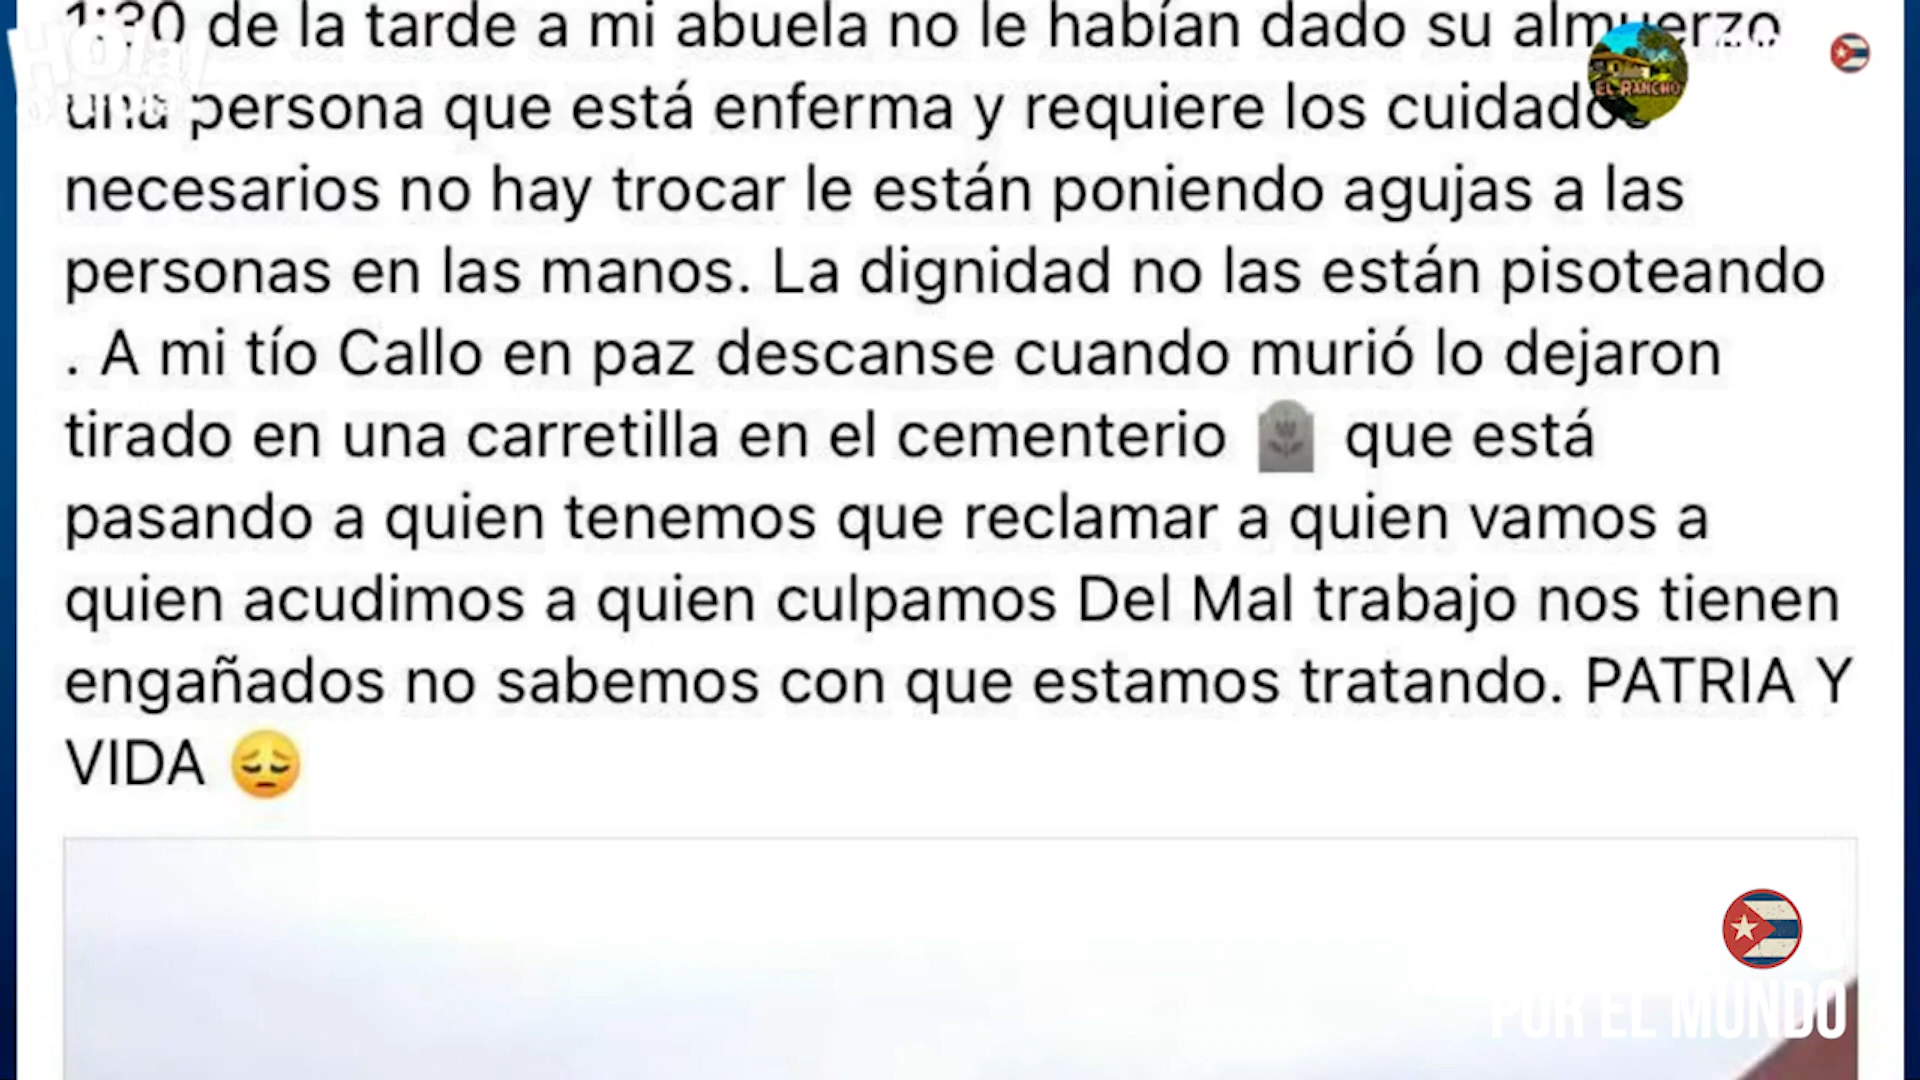 1:30 de la tarde a mi abuela no le habían dado su almuerzo
una persona que está enferma y requiere los cuidados
necesarios no hay trocar le están poniendo agujas a las
personas en las manos. La dignidad no las están pisoteando
. A mi tío Callo en paz descanse cuando murió lo dejaron
tirado en una carretilla en el cementerio 🪦 que está
pasando a quien tenemos que reclamar a quien vamos a
quien acudimos a quien culpamos Del Mal trabajo nos tienen
engañados no sabemos con que estamos tratando. PATRIA Y
VIDA 😔
Hola!
EL RANCHO
POR EL MUNDO